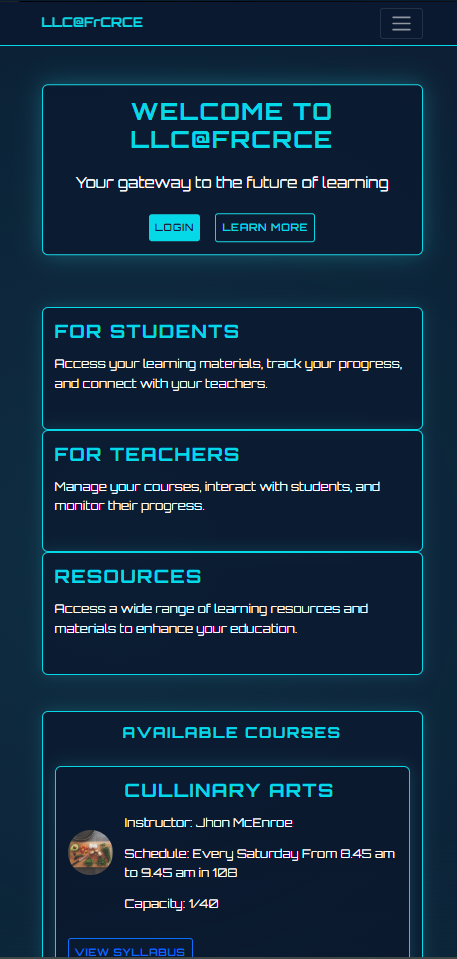 LLC@FrCRCE
WELCOME TO
LLC@FRCRCE
Your gateway to the future of learning
LOGIN
LEARN MORE
FOR STUDENTS
Access your learning materials, track your progress,
and connect with your teachers.
FOR TEACHERS
Manage your courses, interact with students, and
monitor their progress.
RESOURCES
Access a wide range of learning resources and
materials to enhance your education.
AVAILABLE COURSES
CULLINARY ARTS
Instructor: Jhon McEnroe
Schedule: Every Saturday From 8.45 am
to 9.45 am in 108
Capacity: 1/40
VIEW SYLLABUS